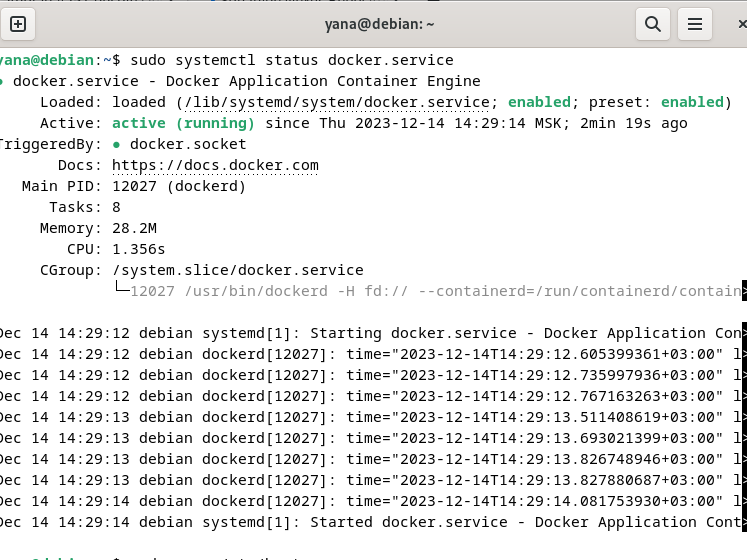 yana@debian: ~
yana@debian:~$ sudo systemctl status docker.service
● docker.service - Docker Application Container Engine
Loaded: loaded (/lib/systemd/system/docker.service; enabled; preset: enabled)
Active: active (running) since Thu 2023-12-14 14:29:14 MSK; 2min 19s ago
TriggeredBy: ● docker.socket
Docs: https://docs.docker.com
Main PID: 12027 (dockerd)
Tasks: 8
Memory: 28.2M
CPU: 1.356s
CGroup: /system.slice/docker.service
└─12027 /usr/bin/dockerd -H fd:// --containerd=/run/containerd/contain>
Dec 14 14:29:12 debian systemd[1]: Starting docker.service - Docker Application Con>
Dec 14 14:29:12 debian dockerd[12027]: time="2023-12-14T14:29:12.605399361+03:00" l>
Dec 14 14:29:12 debian dockerd[12027]: time="2023-12-14T14:29:12.735997936+03:00" l>
Dec 14 14:29:12 debian dockerd[12027]: time="2023-12-14T14:29:12.767163263+03:00" l>
Dec 14 14:29:13 debian dockerd[12027]: time="2023-12-14T14:29:13.511408619+03:00" l>
Dec 14 14:29:13 debian dockerd[12027]: time="2023-12-14T14:29:13.693021399+03:00" l>
Dec 14 14:29:13 debian dockerd[12027]: time="2023-12-14T14:29:13.826748946+03:00" l>
Dec 14 14:29:13 debian dockerd[12027]: time="2023-12-14T14:29:13.827880687+03:00" l>
Dec 14 14:29:14 debian dockerd[12027]: time="2023-12-14T14:29:14.081753930+03:00" l>
Dec 14 14:29:14 debian systemd[1]: Started docker.service - Docker Application Cont>